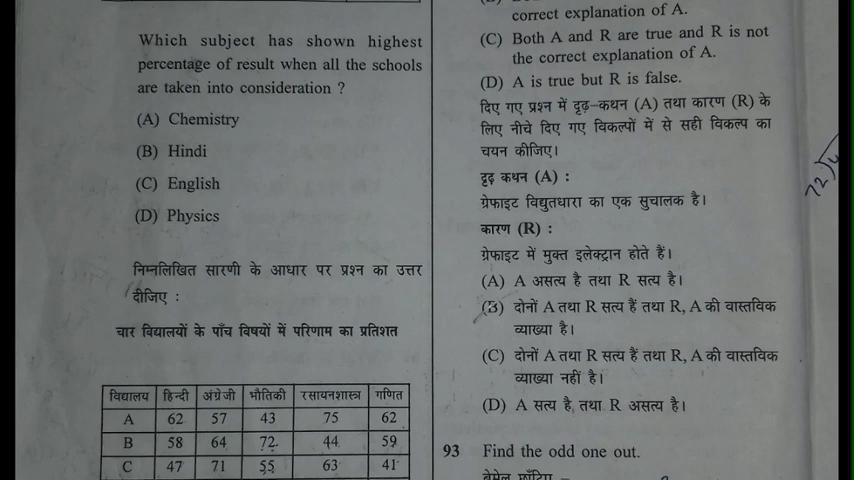 Which subject has shown highest
percentage of result when all the schools
are taken into consideration ?
(A) Chemistry
(B) Hindi
(C) English
(D) Physics
निम्नलिखित सारणी के आधार पर प्रश्न का उत्तर
दीजिए :
चार विद्यालयों के पाँच विषयों में परिणाम का प्रतिशत
विद्यालय हिन्दी अंग्रेजी भौतिकी रसायनशास्त्र गणित
A 62 57 43 75 62
B 58 64 72 44 59
C 47 71 55 63 41
correct explanation of A.
(C) Both A and R are true and R is not
the correct explanation of A.
(D) A is true but R is false.
दिए गए प्रश्न में दृढ़-कथन (A) तथा कारण (R) के
लिए नीचे दिए गए विकल्पों में से सही विकल्प का
चयन कीजिए।
दृढ़ कथन (A) :
ग्रेफाइट विद्युतधारा का एक सुचालक है।
कारण (R) :
ग्रेफाइट में मुक्त इलेक्ट्रान होते हैं।
(A) A असत्य है तथा R सत्य है।
(B) दोनों A तथा R सत्य हैं तथा R, A की वास्तविक
व्याख्या है।
(C) दोनों A तथा R सत्य हैं तथा R, A की वास्तविक
व्याख्या नहीं है।
(D) A सत्य है, तथा R असत्य है।
93 Find the odd one out.
बेमेल छाँटिए –
72